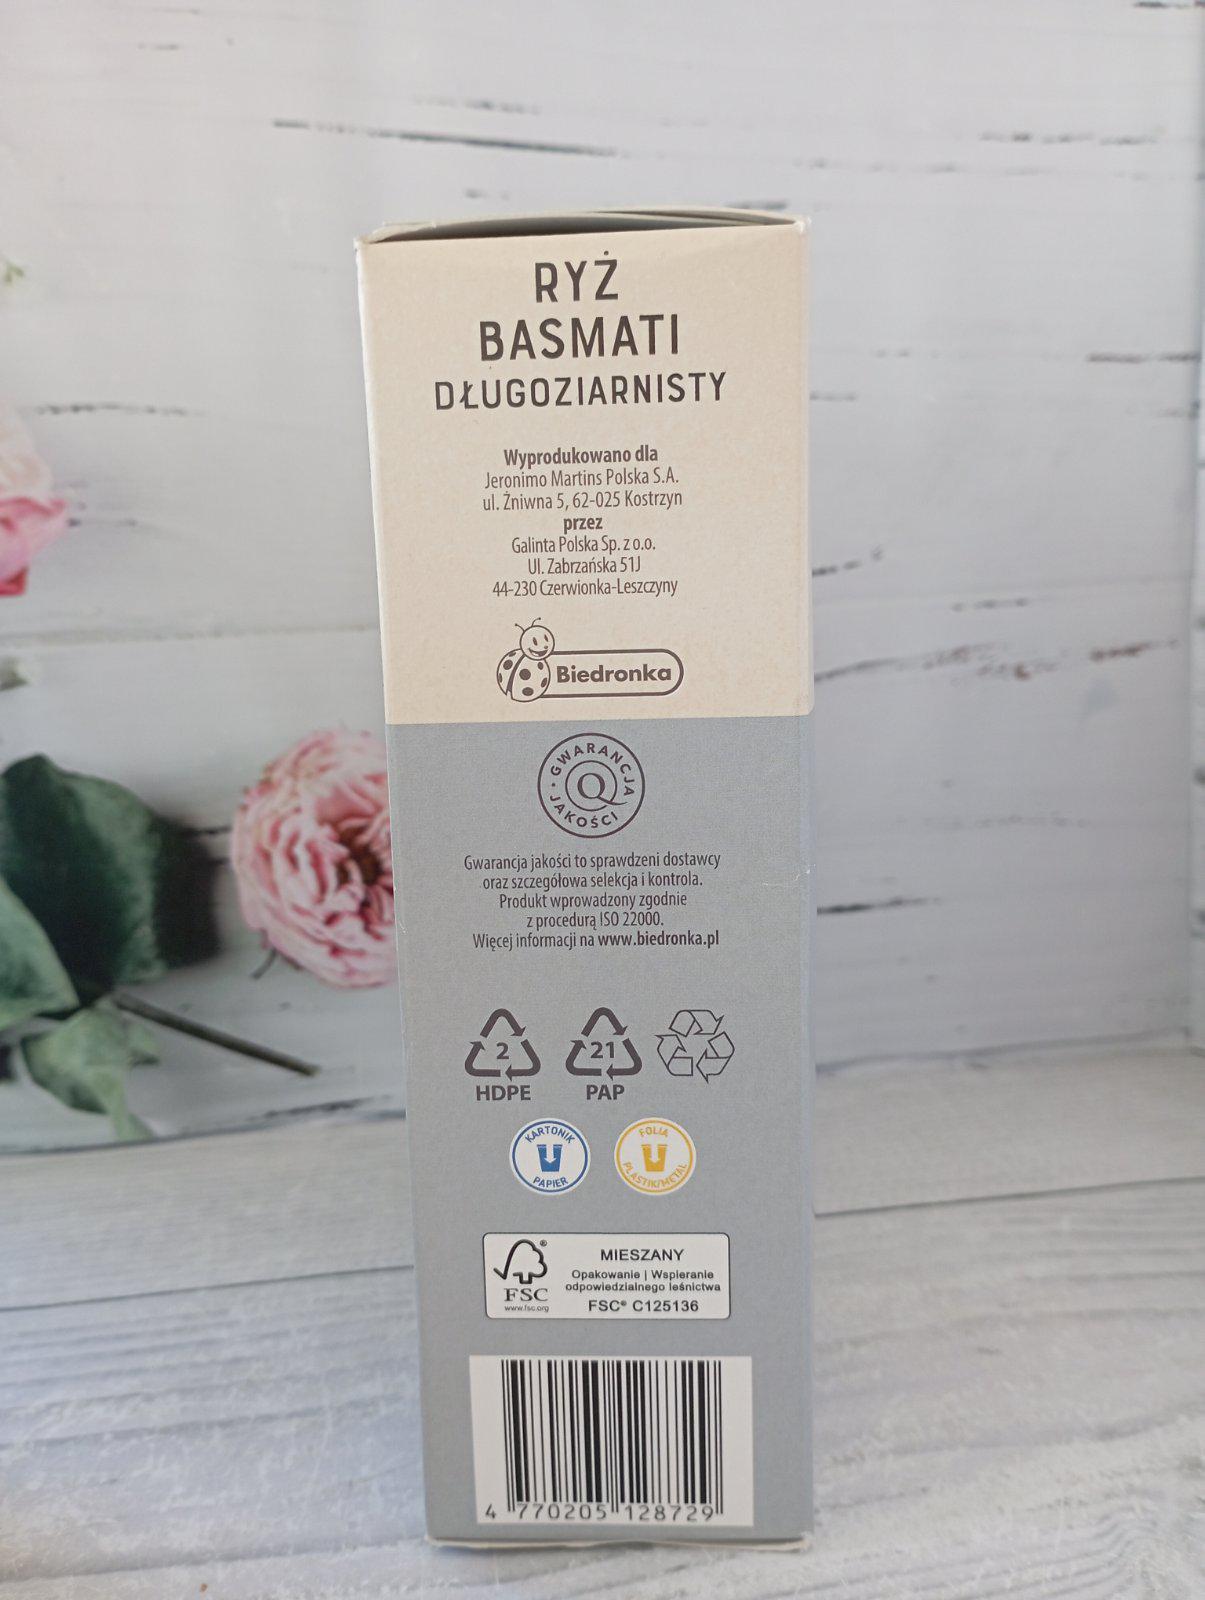 RYŻ
BASMATI
DŁUGOZIARNISTY
Wyprodukowano dla
Jeronimo Martins Polska S.A.
ul. Żniwna 5, 62-025 Kostrzyn
przez
Galinta Polska Sp. z o.o.
Ul. Zabrzańska 51J
44-230 Czerwionka-Leszczyny
Biedronka
GWARANCJA
Q
JAKOŚCI
Gwarancja jakości to sprawdzeni dostawcy
oraz szczegółowa selekcja i kontrola.
Produkt wprowadzony zgodnie
z procedurą ISO 22000.
Więcej informacji na www.biedronka.pl
2 21
HDPE PAP
KARTONIK FOLIA
PAPIER PLASTIK/METAL
FSC®
www.fsc.org
MIESZANY
Opakowanie | Wspieranie
odpowiedzialnego leśnictwa
FSC® C125136
4 770205 128729